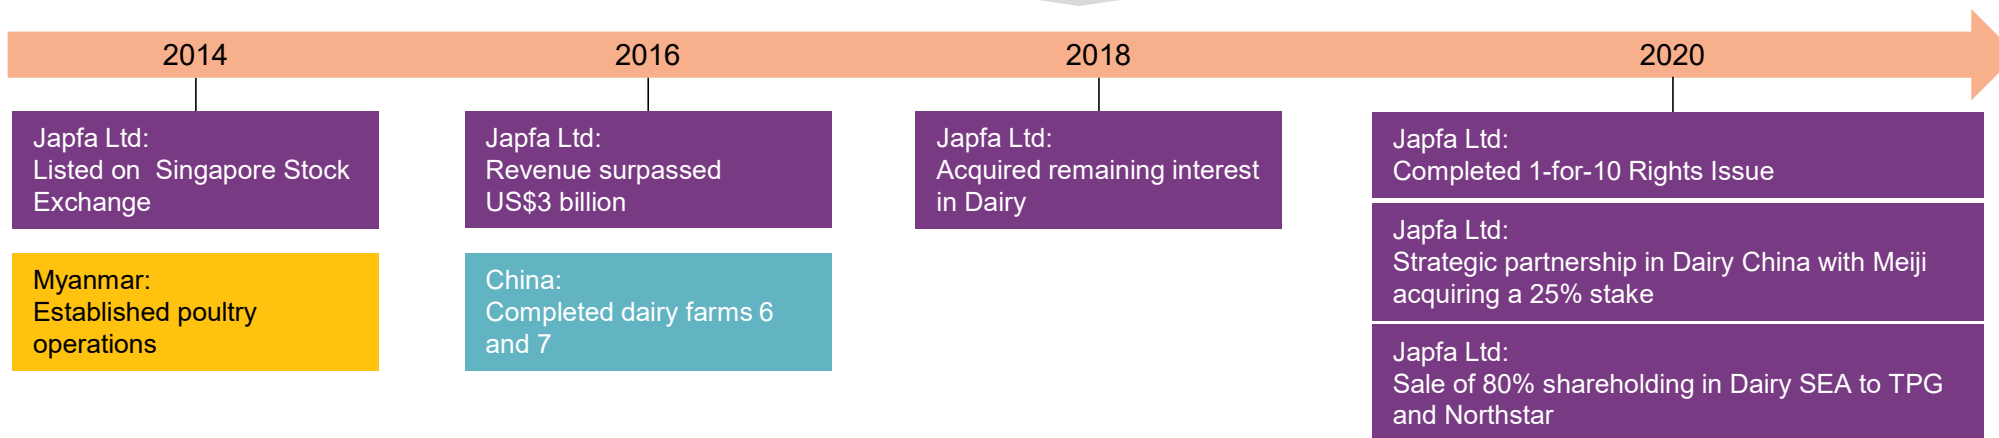 2014
2016
2018
2020
Japfa Ltd:
Listed on  Singapore Stock
Exchange
Myanmar:
Established poultry
operations
Japfa Ltd:
Revenue surpassed
US$3 billion
China:
Completed dairy farms 6
and 7
Japfa Ltd:
Acquired remaining interest
in Dairy
Japfa Ltd:
Completed 1-for-10 Rights Issue
Japfa Ltd:
Strategic partnership in Dairy China with Meiji
acquiring a 25% stake
Japfa Ltd:
Sale of 80% shareholding in Dairy SEA to TPG
and Northstar